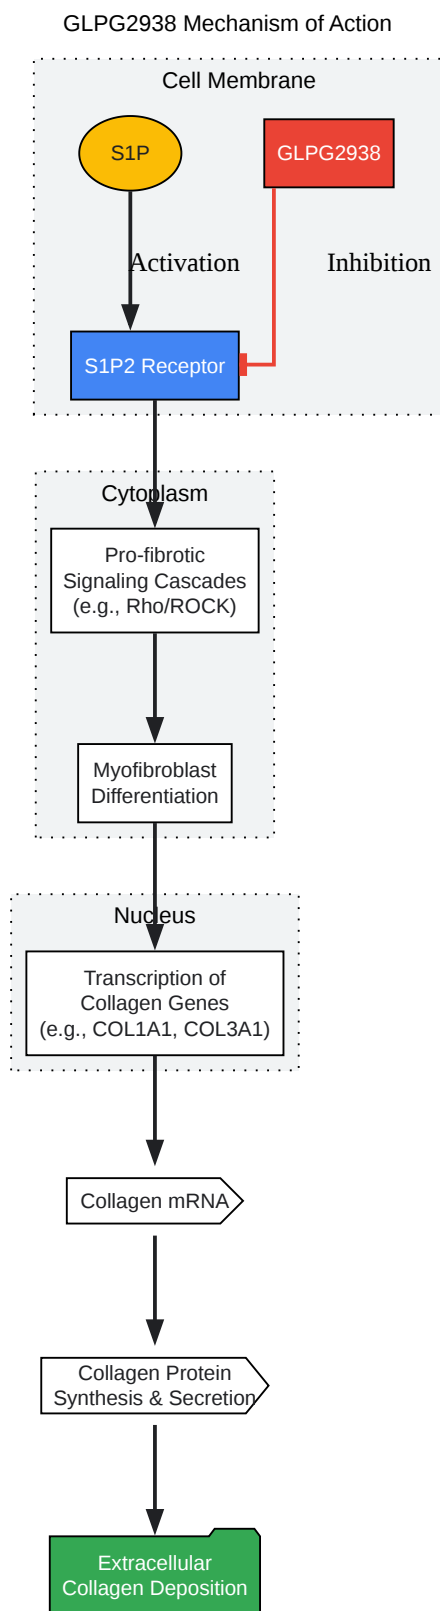 GLPG2938 Mechanism of Action
Cell Membrane
S1P
GLPG2938
Activation
Inhibition
S1P2 Receptor
Cytoplasm
Pro-fibrotic
Signaling Cascades
(e.g., Rho/ROCK)
Myofibroblast
Differentiation
Nucleus
Transcription of
Collagen Genes
(e.g., COL1A1, COL3A1)
Collagen mRNA
Collagen Protein
Synthesis & Secretion
Extracellular
Collagen Deposition